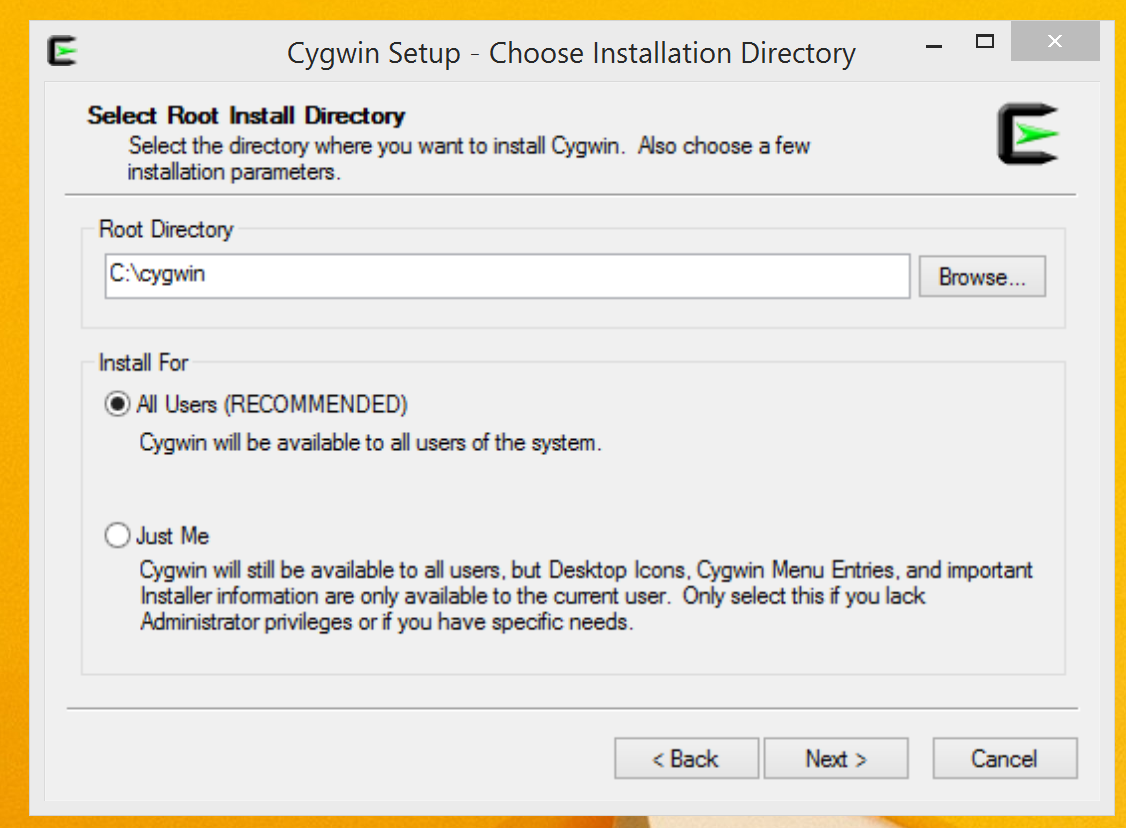 Cygwin Setup - Choose Installation Directory
Select Root Install Directory
Select the directory where you want to install Cygwin.  Also choose a few
installation parameters.
Root Directory
C:\cygwin
Browse...
Install For
All Users (RECOMMENDED)
Cygwin will be available to all users of the system.
Just Me
Cygwin will still be available to all users, but Desktop Icons, Cygwin Menu Entries, and important
Installer information are only available to the current user.  Only select this if you lack
Administrator privileges or if you have specific needs.
< Back
Next >
Cancel